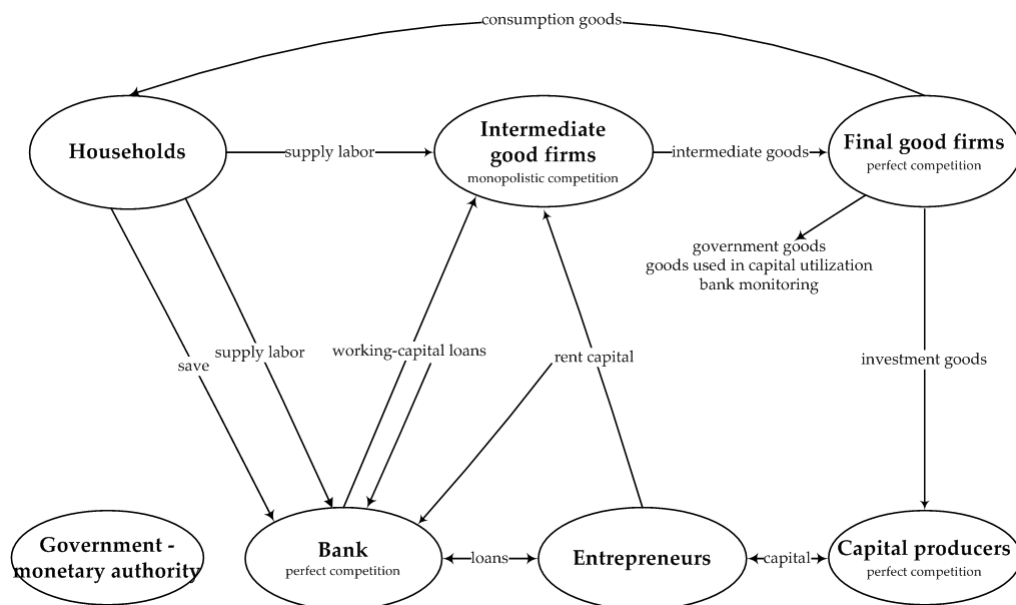 consumption goods
Households
supply labor
Intermediate
good firms
monopolistic competition
intermediate goods
Final good firms
perfect competition
government goods
goods used in capital utilization
bank monitoring
save
supply labor
working-capital loans
rent capital
investment goods
Government -
monetary authority
Bank
perfect competition
loans
Entrepreneurs
capital
Capital producers
perfect competition